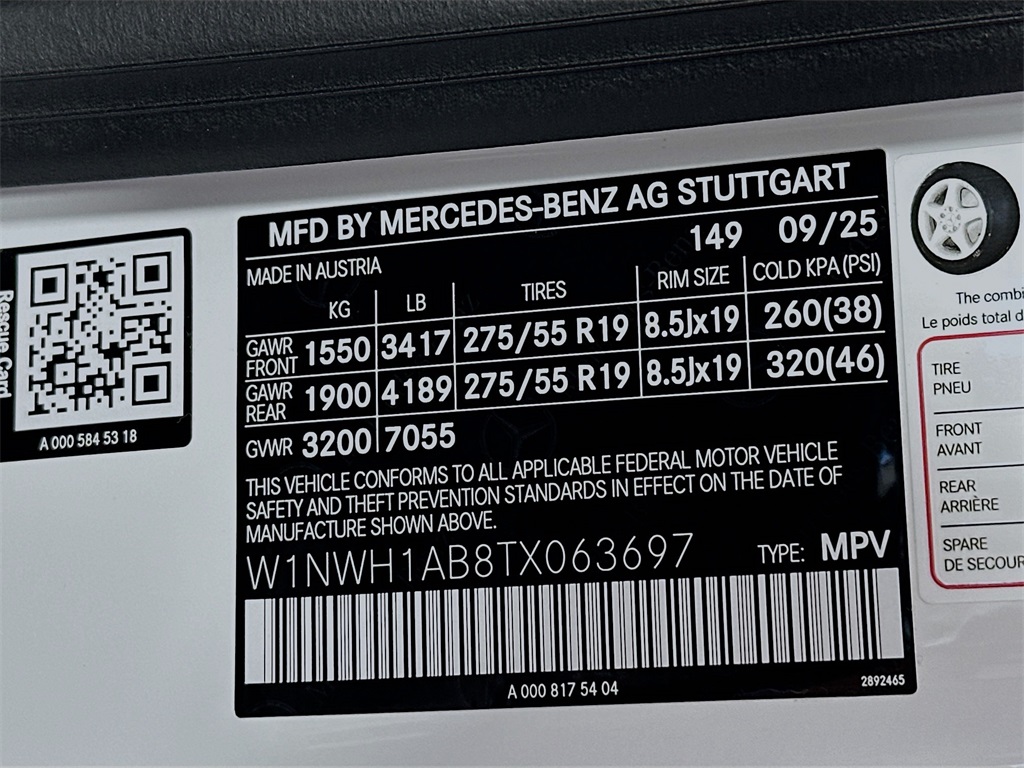 MFD BY MERCEDES-BENZ AG STUTTGART
149 09/25
MADE IN AUSTRIA
KG LB TIRES RIM SIZE COLD KPA(PSI)
GAWR FRONT 1550 3417 275/55 R19 8.5Jx19 260(38)
GAWR REAR 1900 4189 275/55 R19 8.5Jx19 320(46)
GVWR 3200 7055
THIS VEHICLE CONFORMS TO ALL APPLICABLE FEDERAL MOTOR VEHICLE
SAFETY AND THEFT PREVENTION STANDARDS IN EFFECT ON THE DATE OF
MANUFACTURE SHOWN ABOVE.
W1NWH1AB8TX063697 TYPE: MPV
A 000 817 54 04
2892465
Rescue Card
A 000 584 53 18
The combi
Le poids total d
TIRE
PNEU
FRONT
AVANT
REAR
ARRIÈRE
SPARE
DE SECOUR